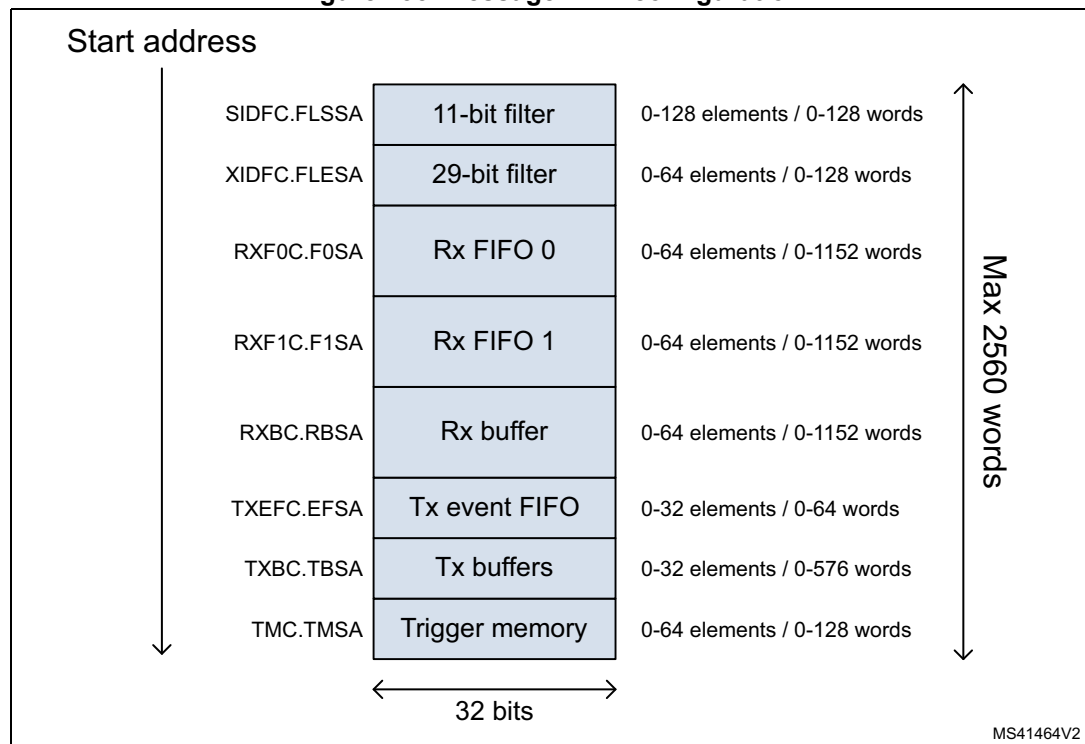 Start address
SIDFC.FLSSA 11-bit filter 0-128 elements / 0-128 words
XIDFC.FLESA 29-bit filter 0-64 elements / 0-128 words
RXF0C.F0SA Rx FIFO 0 0-64 elements / 0-1152 words
RXF1C.F1SA Rx FIFO 1 0-64 elements / 0-1152 words
RXBC.RBSA Rx buffer 0-64 elements / 0-1152 words
TXEFC.EFSA Tx event FIFO 0-32 elements / 0-64 words
TXBC.TBSA Tx buffers 0-32 elements / 0-576 words
TMC.TMSA Trigger memory 0-64 elements / 0-128 words
Max 2560 words
32 bits
MS41464V2